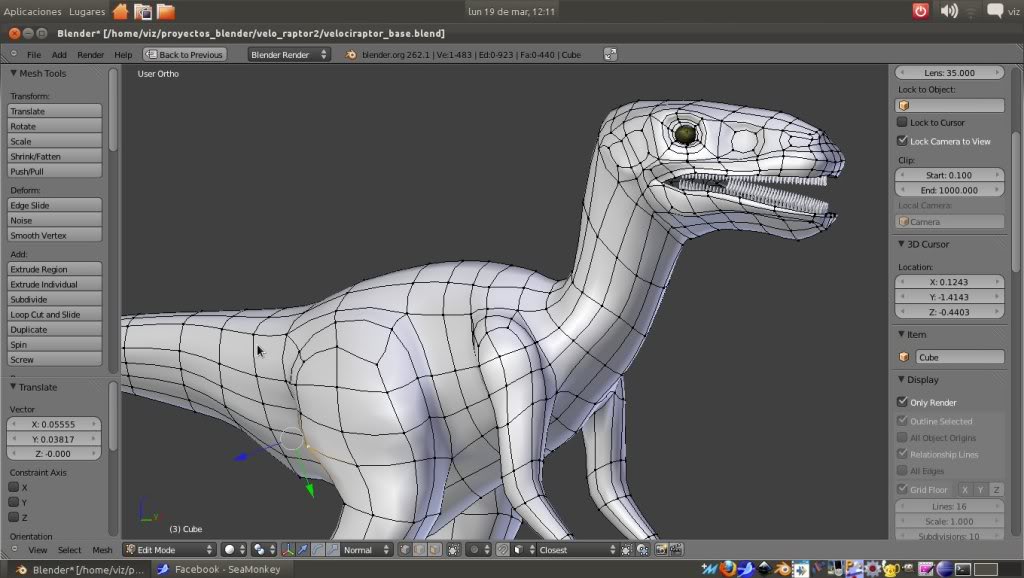 Aplicaciones Lugares lun 19 de mar, 12:11 viz
Blender* [/home/viz/proyectos_blender/velo_raptor2/velociraptor_base.blend]
File Add Render Help Back to Previous Blender Render blender.org 262.1 | Ve:1-483 | Ed:0-923 | Fa:0-440 | Cube
Mesh Tools
Transform:
Translate
Rotate
Scale
Shrink/Fatten
Push/Pull
Deform:
Edge Slide
Noise
Smooth Vertex
Add:
Extrude Region
Extrude Individual
Subdivide
Loop Cut and Slide
Duplicate
Spin
Screw
Translate
Vector
X: 0.05555
Y: 0.03817
Z: -0.000
Constraint Axis
X
Y
Z
Orientation
User Ortho
Y
(3) Cube
Lens: 35.000
Lock to Object:
Lock to Cursor
Lock Camera to View
Clip:
Start: 0.100
End: 1000.000
Local Camera:
Camera
3D Cursor
Location:
X: 0.1243
Y: -1.4143
Z: -0.4403
Item
Cube
Display
Only Render
Outline Selected
All Object Origins
Relationship Lines
All Edges
Grid Floor X Y Z
Lines: 16
Scale: 1.000
Subdivisions: 10
View Select Mesh Edit Mode Normal Closest
Blender* [/home/viz/p... Facebook - SeaMonkey